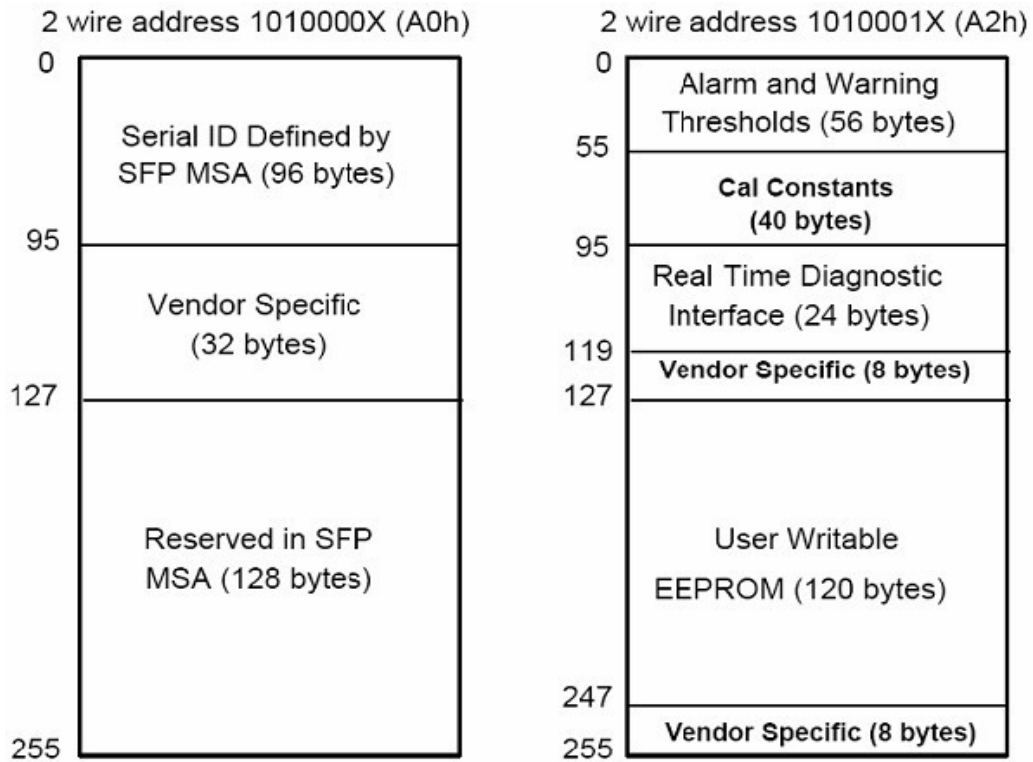 2 wire address 1010000X (A0h)
0
Serial ID Defined by
SFP MSA (96 bytes)
95
Vendor Specific
(32 bytes)
127
Reserved in SFP
MSA (128 bytes)
255
2 wire address 1010001X (A2h)
0
Alarm and Warning
Thresholds (56 bytes)
55
Cal Constants
(40 bytes)
95
Real Time Diagnostic
Interface (24 bytes)
119
Vendor Specific (8 bytes)
127
User Writable
EEPROM (120 bytes)
247
Vendor Specific (8 bytes)
255